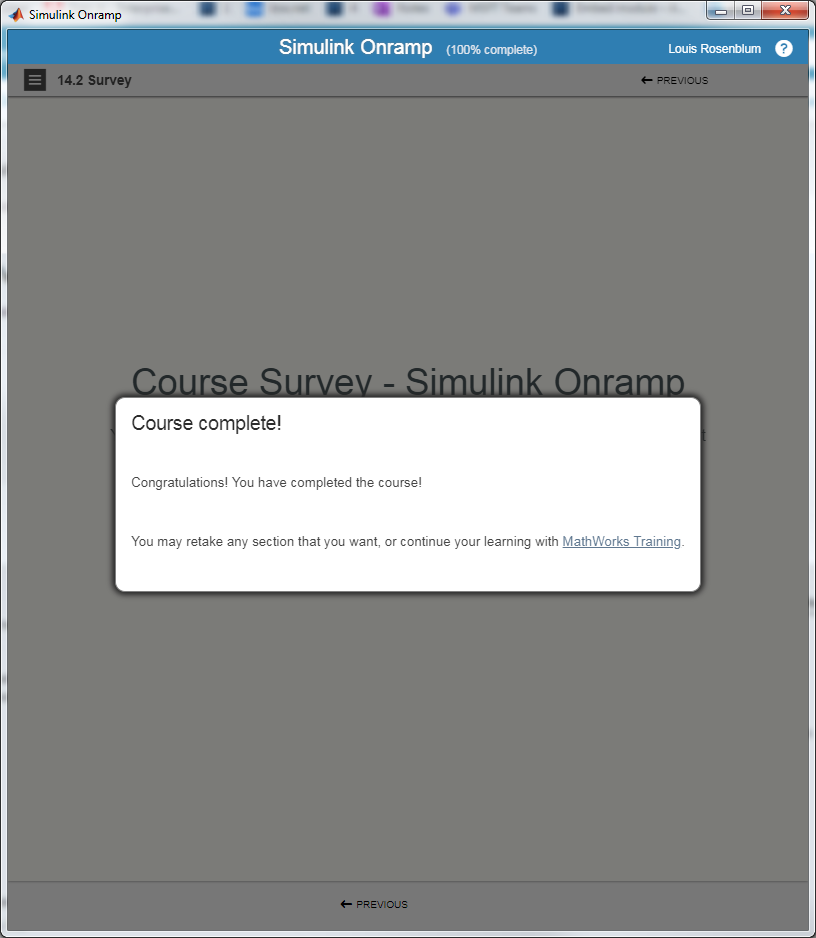 Simulink Onramp
Simulink Onramp (100% complete) Louis Rosenblum ?
14.2 Survey PREVIOUS
Course Survey - Simulink Onramp
Course complete!
Congratulations! You have completed the course!
You may retake any section that you want, or continue your learning with MathWorks Training.
PREVIOUS